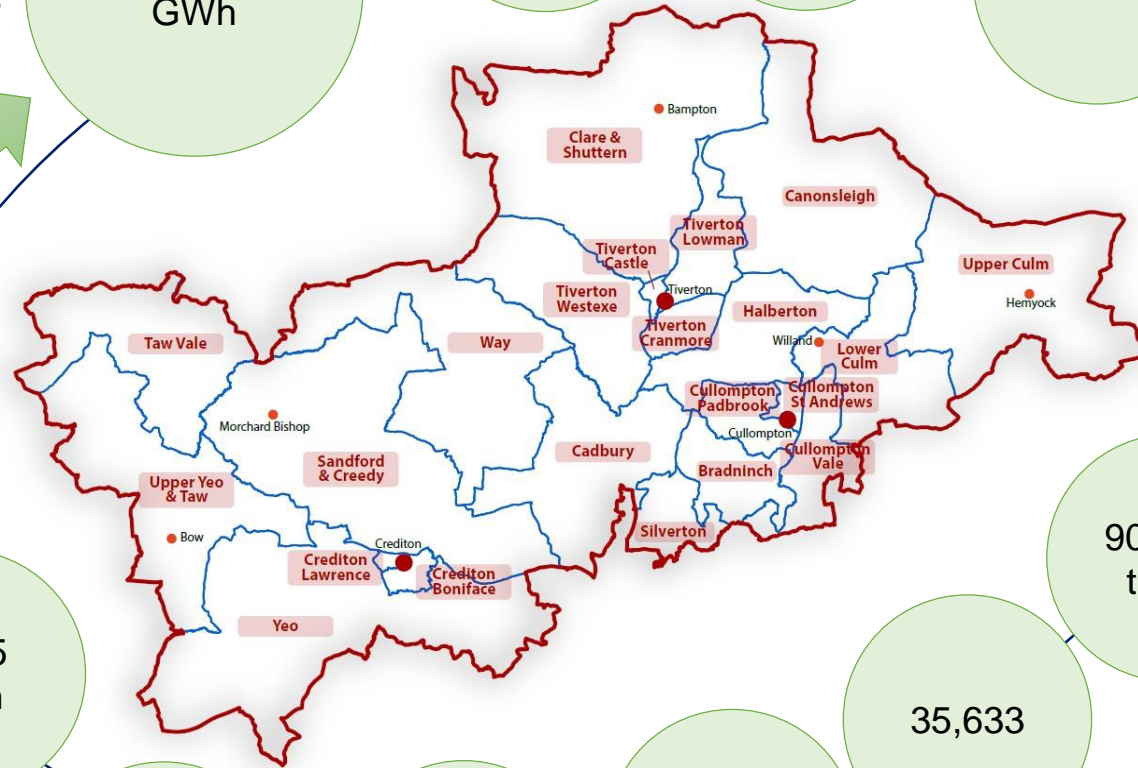 GWh
Bampton
Clare &
Shuttern
Canonsleigh
Tiverton
Lowman
Tiverton
Castle
Upper Culm
Tiverton
Westexe
Tiverton
Hemyock
Halberton
Tiverton
Cranmore
Taw Vale
Way
Willand
Lower
Culm
Cullompton
Padbrook
Cullompton
St Andrews
Morchard Bishop
Cullompton
Cadbury
Cullompton
Vale
Sandford
& Creedy
Bradninch
Upper Yeo
& Taw
Silverton
Bow
Crediton
Crediton
Lawrence
Crediton
Boniface
Yeo
90
t
5
35,633